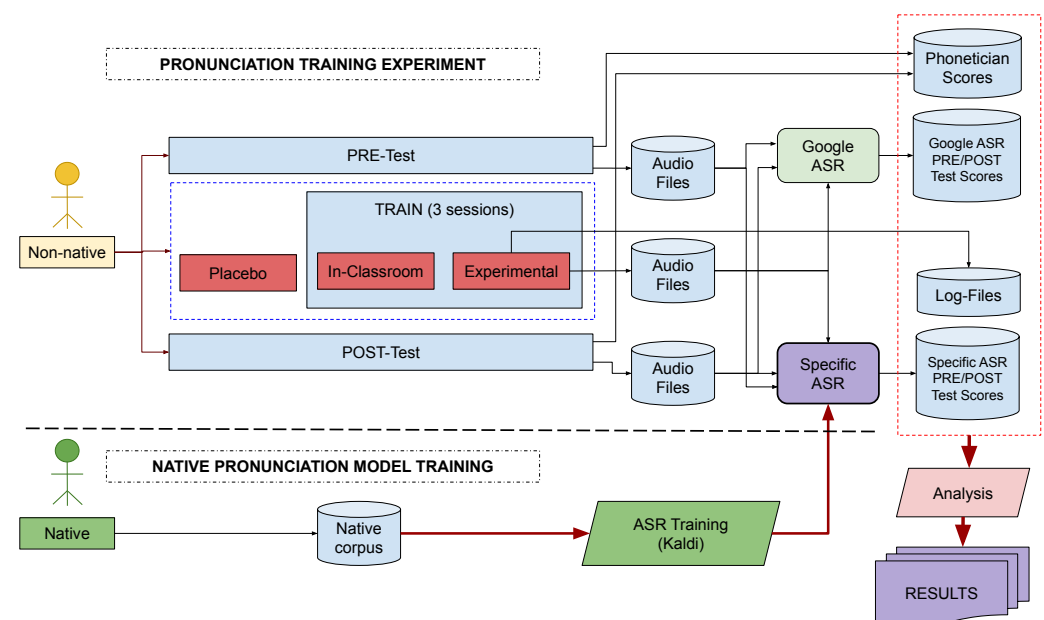 PRONUNCIATION TRAINING EXPERIMENT
Phonetician
Scores
PRE-Test
Audio
Files
Google
ASR
Google ASR
PRE/POST
Test Scores
Non-native
TRAIN (3 sessions)
Placebo
In-Classroom
Experimental
Audio
Files
Log-Files
POST-Test
Audio
Files
Specific
ASR
Specific ASR
PRE/POST
Test Scores
NATIVE PRONUNCIATION MODEL TRAINING
Native
Native
corpus
ASR Training
(Kaldi)
Analysis
RESULTS